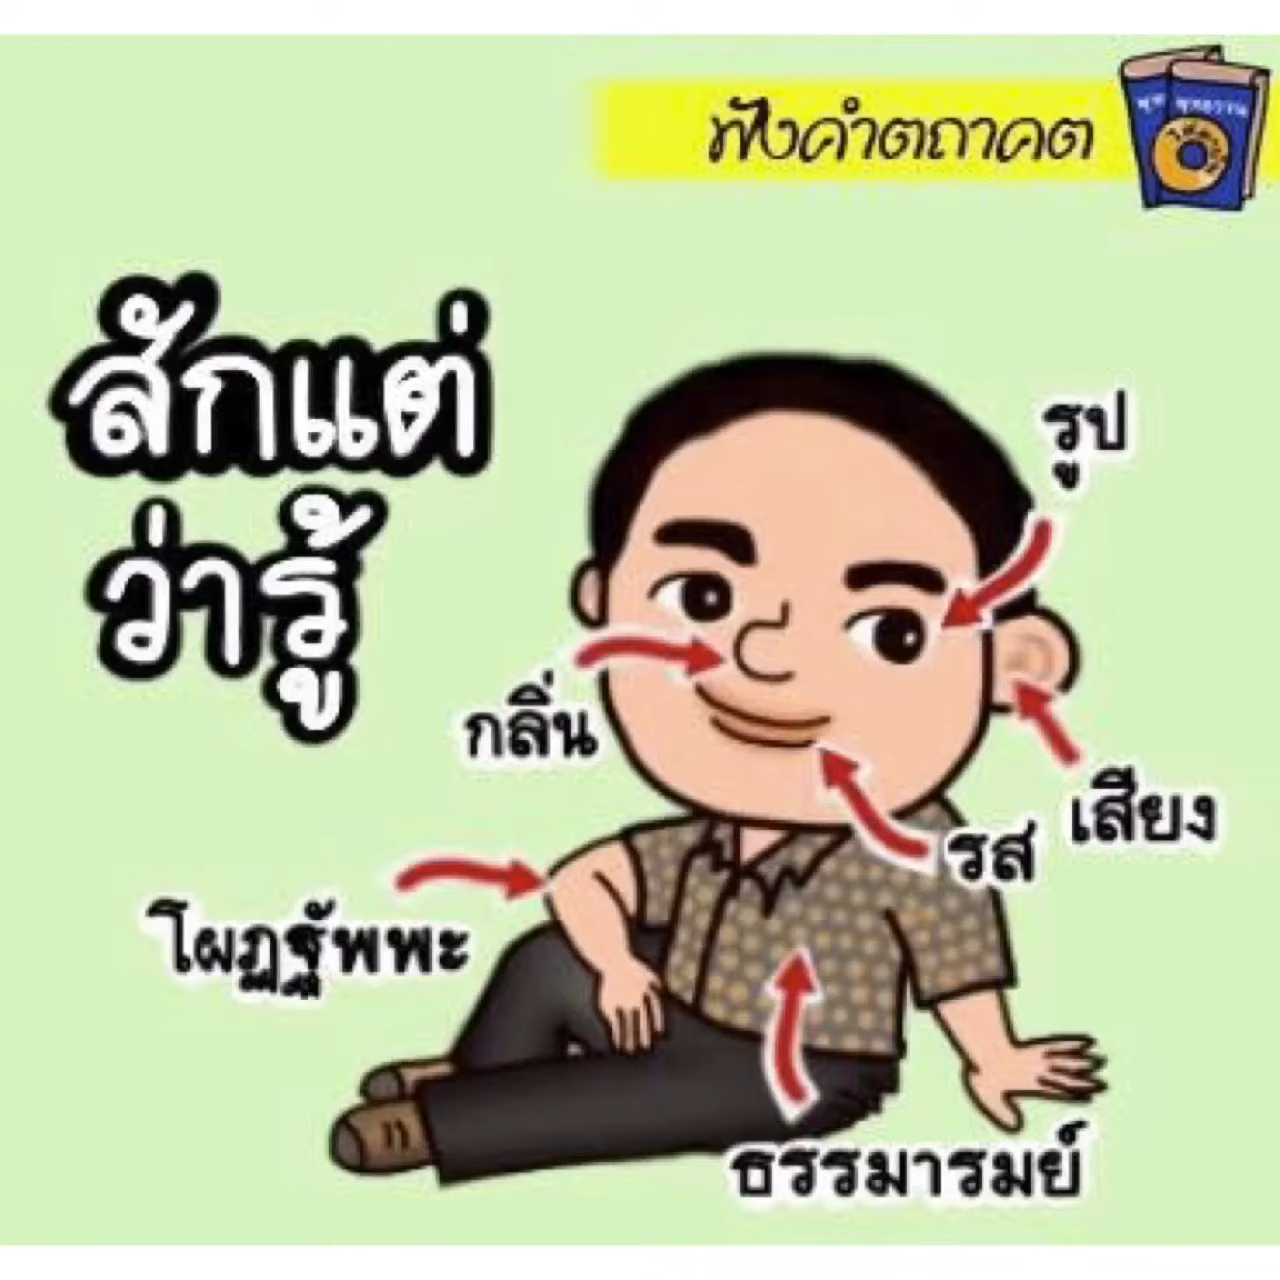 ฟังคำตถาคต
สักแต่
ว่ารู้
รูป
กลิ่น
เสียง
รส
โผฏฐัพพะ
ธรรมารมย์